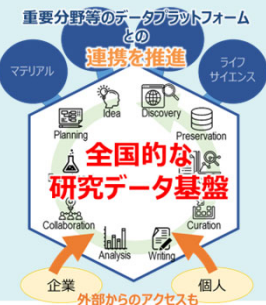 重要分野等のデータプラットフォーム
との
連携を推進
マテリアル
ライフ
サイエンス
Idea
Discovery
Planning
Preservation
全国的な
研究データ基盤
Collaboration
Curation
Analysis
Writing
企業
個人
外部からのアクセスも